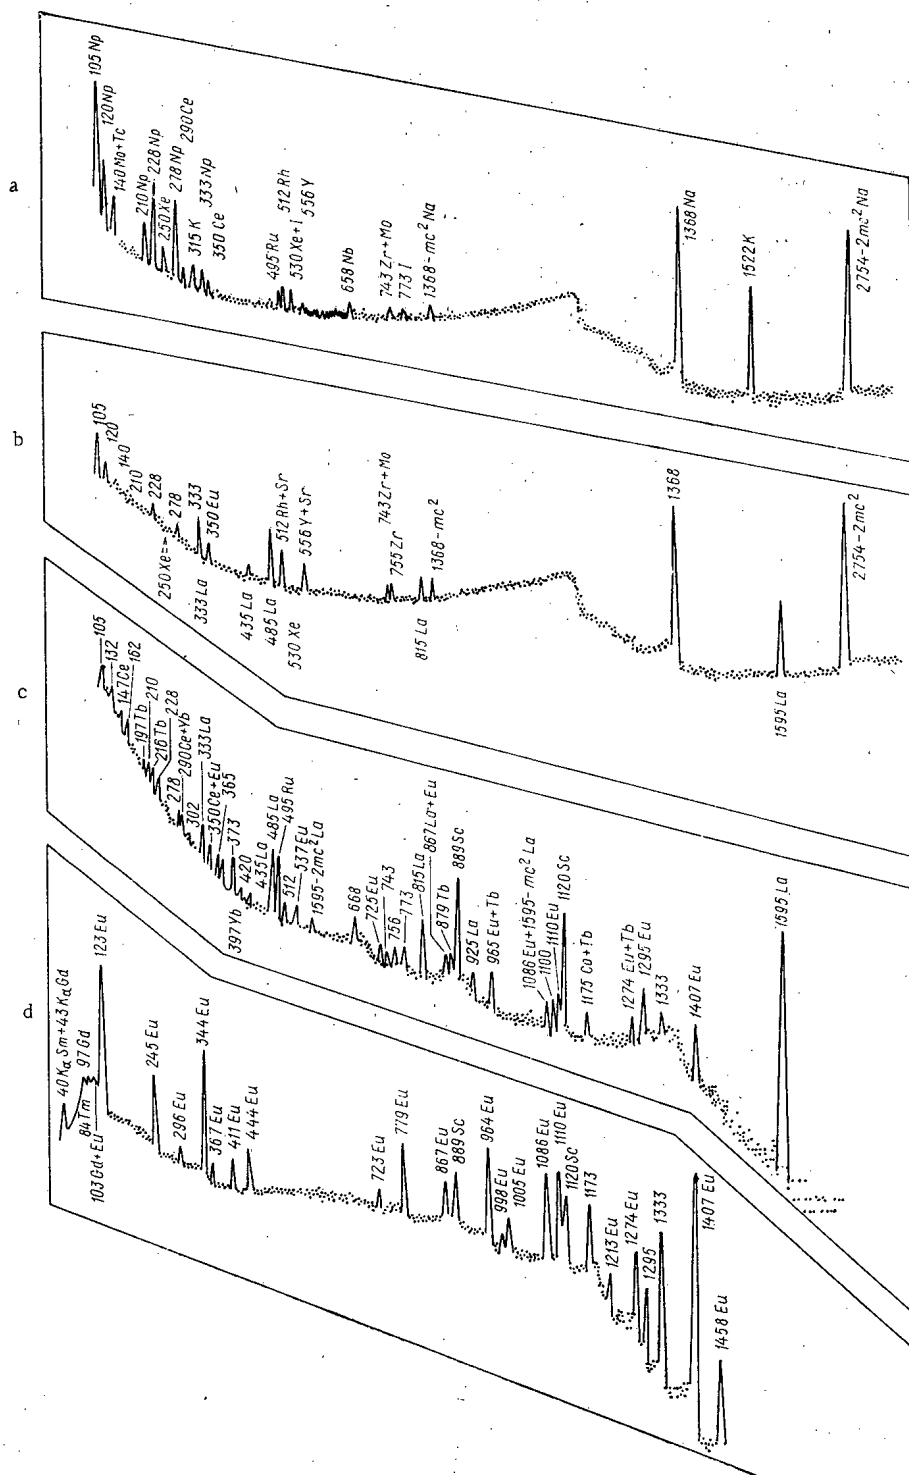 a
105 Np
120 Np
140 Mo+Tc
210 Np
228 Np
250 Xe
278 Np
290 Ce
315 K
333 Np
350 Ce
495 Ru
512 Rh
530 Xe+I
556 Y
658 Nb
743 Zr+Mo
773 I
1368-mc² Na
1368 Na
1522 K
2754-2mc² Na
b
105
120
140
210
228
250 Xe
278
333
333 La
350 Eu
435 La
485 La
512 Rh+Sr
530 Xe
556 Y+Sr
743 Zr+Mo
755 Zr
815 La
1368-mc²
1368
1595 La
2754-2mc²
c
105
132
147 Ce
162
197 Tb
210
216 Tb
228
278
290 Ce+Yb
302
333 La
350 Ce+Eu
365
373
397 Yb
420
435 La
485 La
495 Ru
512
537 Eu
1595-2mc² La
668
725 Eu
743
756
773
815 La
867 La+Eu
879 Tb
889 Sc
925 La
965 Eu+Tb
1086 Eu+1595-mc² La
1100
1110 Eu
1120 Sc
1175 Co+Tb
1274 Eu+Tb
1295 Eu
1333
1407 Eu
1595 La
d
40 KαSm+43 KαGd
84 Tm
97 Gd
103 Gd+Eu
123 Eu
245 Eu
296 Eu
344 Eu
367 Eu
411 Eu
444 Eu
723 Eu
779 Eu
867 Eu
889 Sc
964 Eu
998 Eu
1005 Eu
1086 Eu
1110 Eu
1120 Sc
1173
1213 Eu
1274 Eu
1295
1333
1407 Eu
1458 Eu